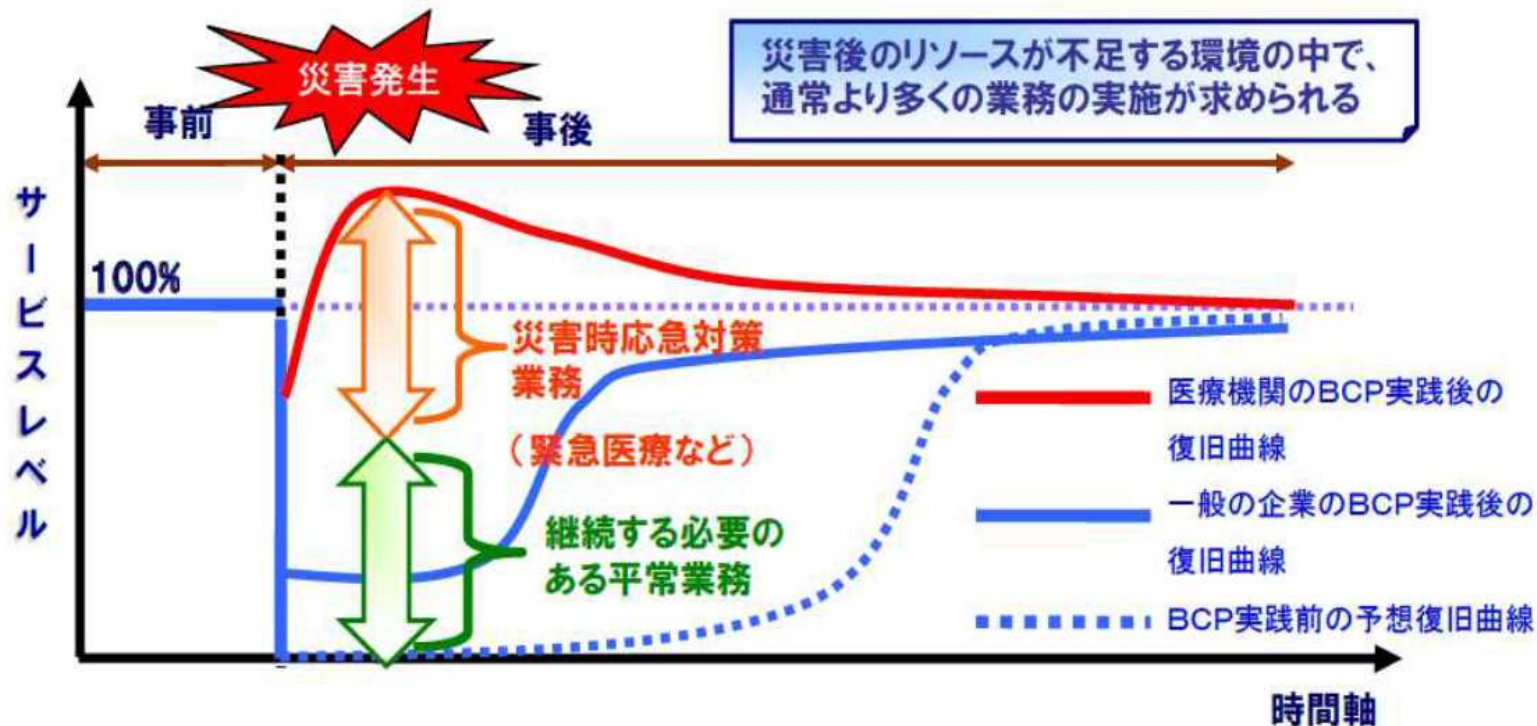 災害発生
災害後のリソースが不足する環境の中で、
通常より多くの業務の実施が求められる
事前
事後
サービスレベル
100%
災害時応急対策
業務
（緊急医療など）
継続する必要の
ある平常業務
医療機関のBCP実践後の
復旧曲線
一般の企業のBCP実践後の
復旧曲線
BCP実践前の予想復旧曲線
時間軸